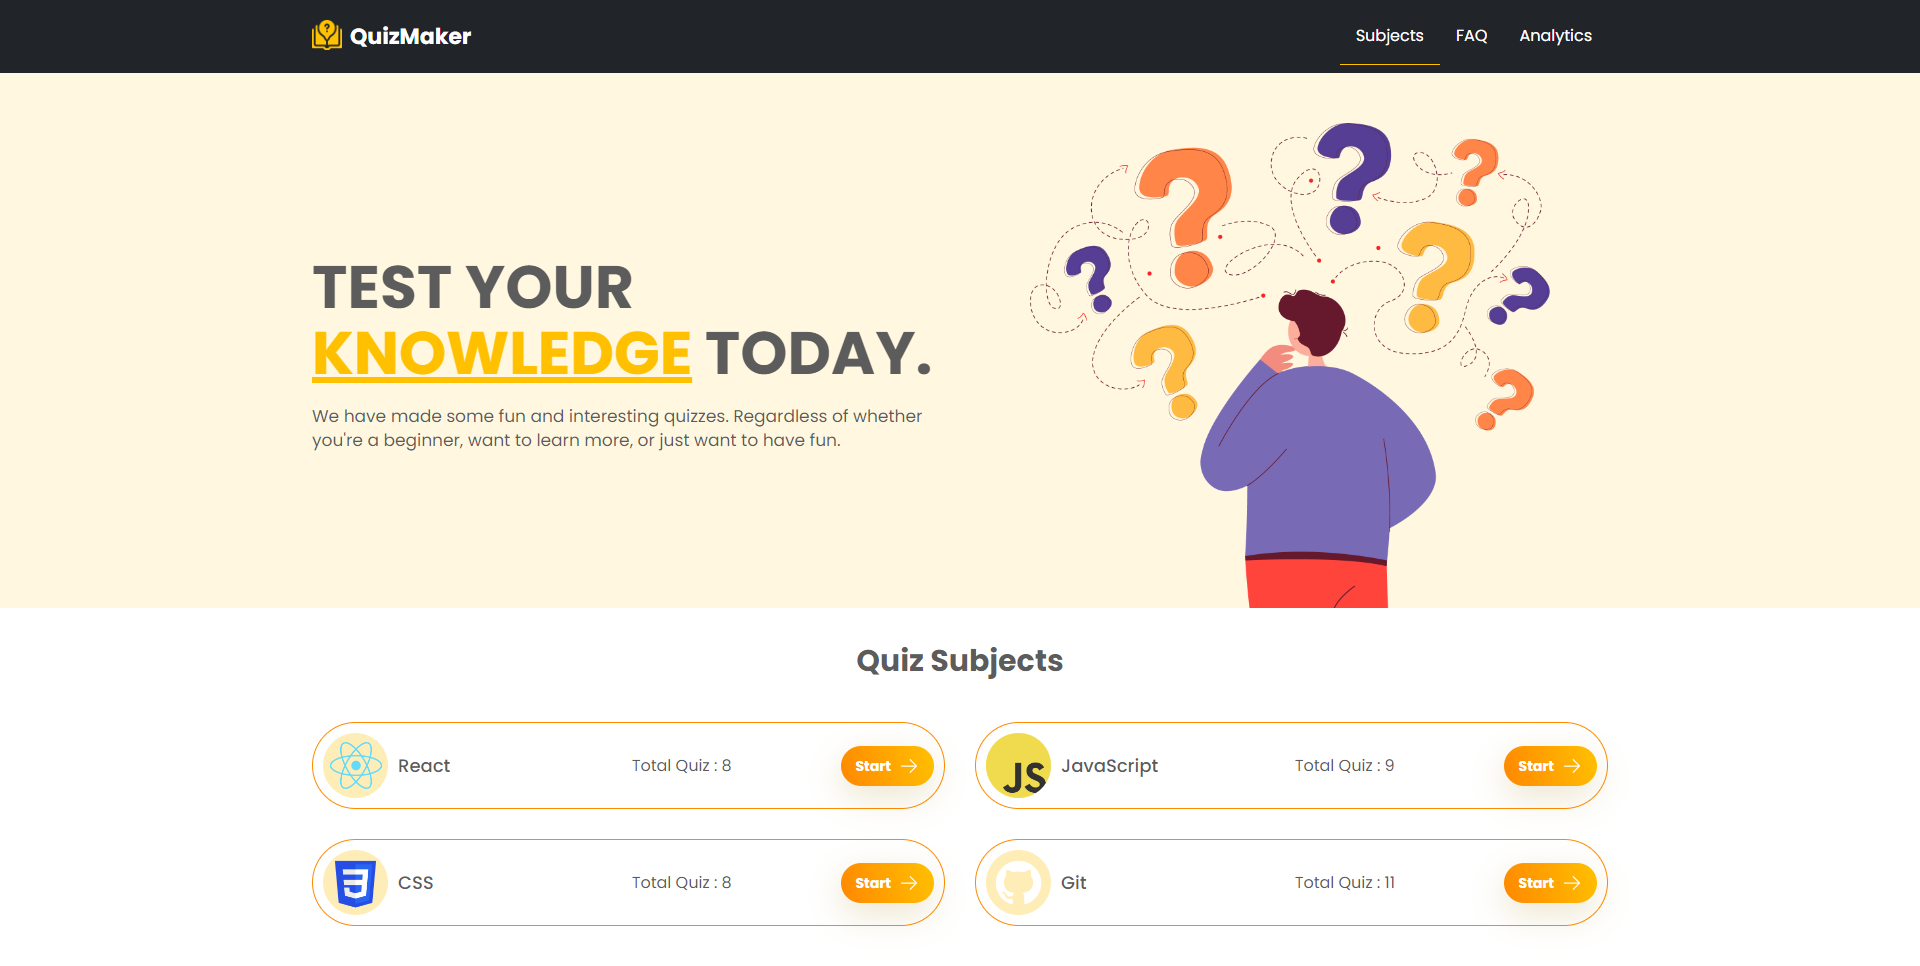 QuizMaker
Subjects
FAQ
Analytics
TEST YOUR
KNOWLEDGE TODAY.
We have made some fun and interesting quizzes. Regardless of whether
you're a beginner, want to learn more, or just want to have fun.
Quiz Subjects
React
Total Quiz : 8
Start
JS
JavaScript
Total Quiz : 9
Start
CSS
Total Quiz : 8
Start
Git
Total Quiz : 11
Start